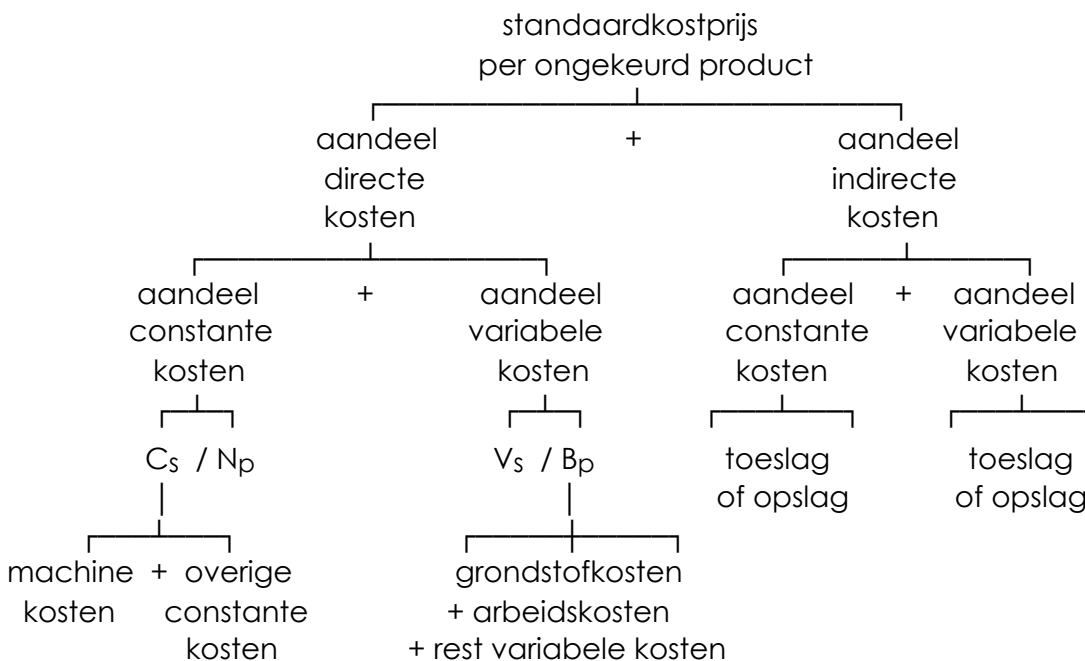 standaardkostprijs
per ongekeurd product
aandeel + aandeel
directe indirecte
kosten kosten
aandeel + aandeel aandeel + aandeel
constante variabele constante variabele
kosten kosten kosten kosten
Cs / Np Vs / Bp toeslag toeslag
of opslag of opslag
machine + overige grondstofkosten
kosten constante + arbeidskosten
kosten + rest variabele kosten